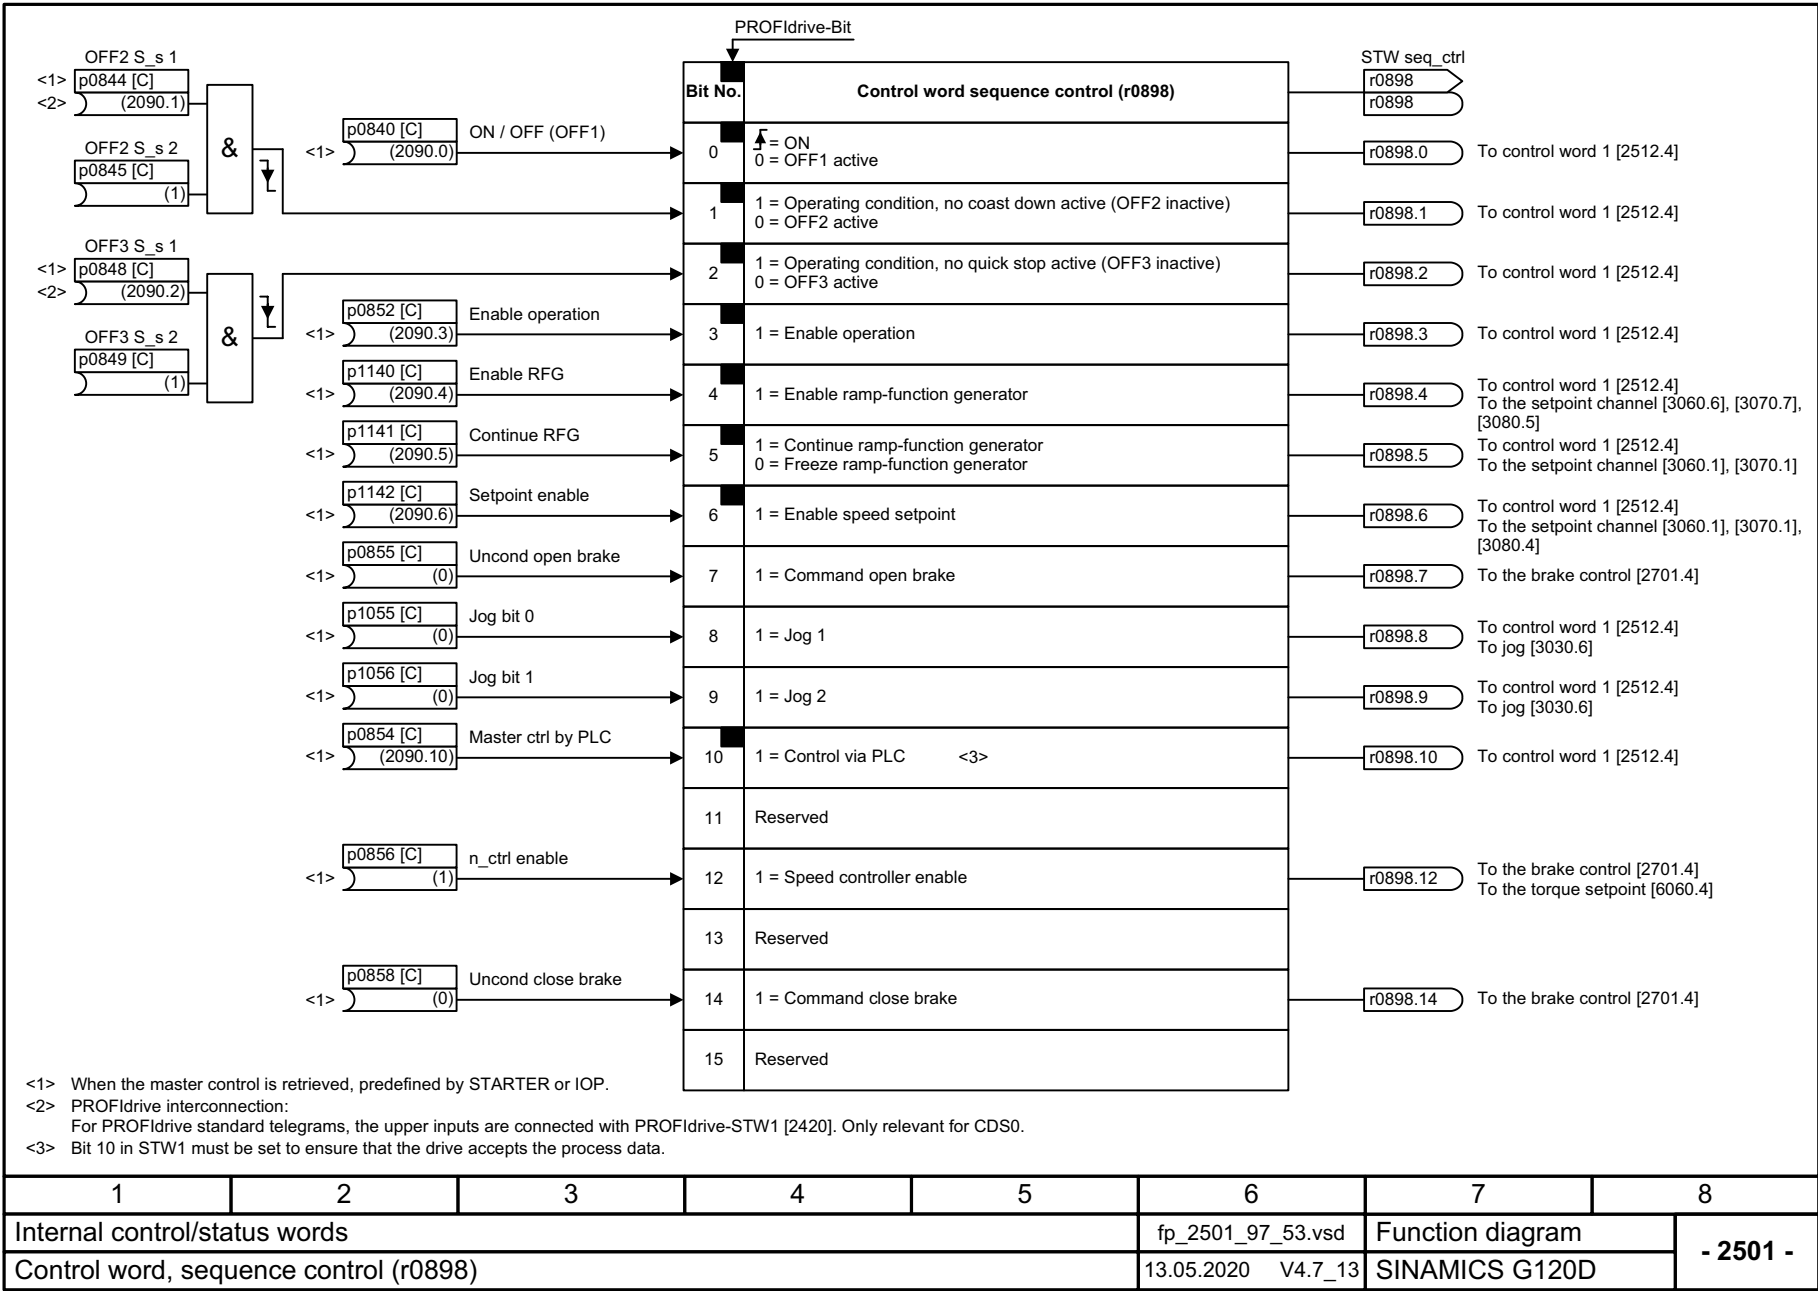 PROFIdrive-Bit
OFF2 S_s 1
<1> p0844 [C]
<2> (2090.1)
OFF2 S_s 2
p0845 [C]
(1)
&
OFF3 S_s 1
<1> p0848 [C]
<2> (2090.2)
OFF3 S_s 2
p0849 [C]
(1)
&
Bit No. Control word sequence control (r0898)
STW seq_ctrl
r0898
r0898
p0840 [C] ON / OFF (OFF1)
<1> (2090.0)
0 = ON
0 = OFF1 active
r0898.0 To control word 1 [2512.4]
1 1 = Operating condition, no coast down active (OFF2 inactive)
0 = OFF2 active
r0898.1 To control word 1 [2512.4]
2 1 = Operating condition, no quick stop active (OFF3 inactive)
0 = OFF3 active
r0898.2 To control word 1 [2512.4]
p0852 [C] Enable operation
<1> (2090.3)
3 1 = Enable operation
r0898.3 To control word 1 [2512.4]
p1140 [C] Enable RFG
<1> (2090.4)
4 1 = Enable ramp-function generator
r0898.4 To control word 1 [2512.4]
To the setpoint channel [3060.6], [3070.7],
[3080.5]
p1141 [C] Continue RFG
<1> (2090.5)
5 1 = Continue ramp-function generator
0 = Freeze ramp-function generator
r0898.5 To control word 1 [2512.4]
To the setpoint channel [3060.1], [3070.1]
p1142 [C] Setpoint enable
<1> (2090.6)
6 1 = Enable speed setpoint
r0898.6 To control word 1 [2512.4]
To the setpoint channel [3060.1], [3070.1],
[3080.4]
p0855 [C] Uncond open brake
<1> (0)
7 1 = Command open brake
r0898.7 To the brake control [2701.4]
p1055 [C] Jog bit 0
<1> (0)
8 1 = Jog 1
r0898.8 To control word 1 [2512.4]
To jog [3030.6]
p1056 [C] Jog bit 1
<1> (0)
9 1 = Jog 2
r0898.9 To control word 1 [2512.4]
To jog [3030.6]
p0854 [C] Master ctrl by PLC
<1> (2090.10)
10 1 = Control via PLC <3>
r0898.10 To control word 1 [2512.4]
11 Reserved
p0856 [C] n_ctrl enable
<1> (1)
12 1 = Speed controller enable
r0898.12 To the brake control [2701.4]
To the torque setpoint [6060.4]
13 Reserved
p0858 [C] Uncond close brake
<1> (0)
14 1 = Command close brake
r0898.14 To the brake control [2701.4]
15 Reserved
<1> When the master control is retrieved, predefined by STARTER or IOP.
<2> PROFIdrive interconnection:
For PROFIdrive standard telegrams, the upper inputs are connected with PROFIdrive-STW1 [2420]. Only relevant for CDS0.
<3> Bit 10 in STW1 must be set to ensure that the drive accepts the process data.
1 2 3 4 5 6 7 8
Internal control/status words fp_2501_97_53.vsd Function diagram - 2501 -
Control word, sequence control (r0898) 13.05.2020 V4.7_13 SINAMICS G120D